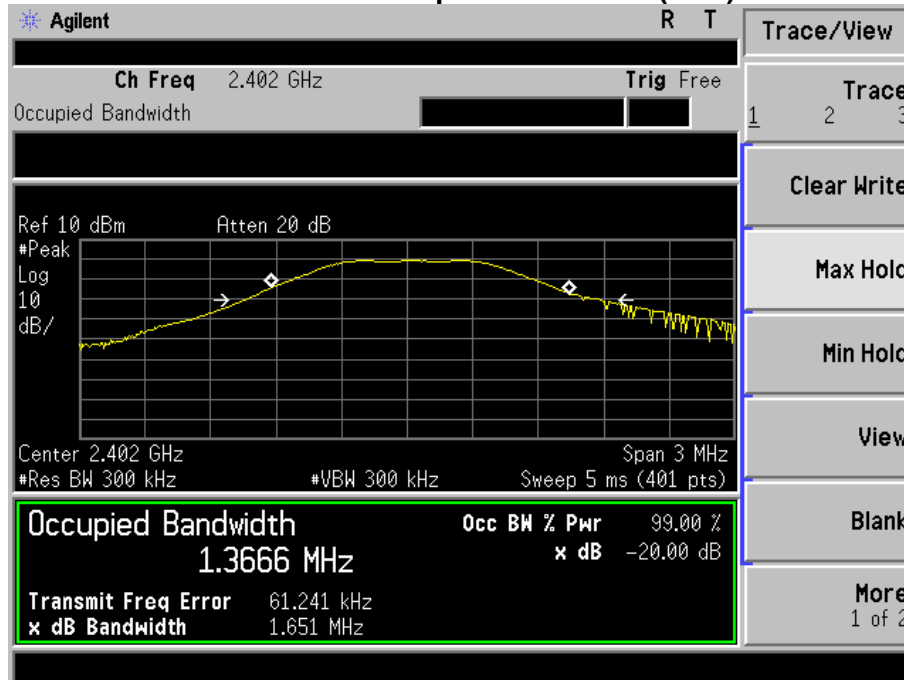 Agilent R T
Trace/View
Ch Freq 2.402 GHz Trig Free
Occupied Bandwidth
Trace
1 2 3
Clear Write
Ref 10 dBm Atten 20 dB
#Peak
Log
10
dB/
Max Hold
Min Hold
Center 2.402 GHz Span 3 MHz
#Res BW 300 kHz #VBW 300 kHz Sweep 5 ms (401 pts)
View
Occupied Bandwidth Occ BW % Pwr 99.00 %
1.3666 MHz x dB -20.00 dB
Blank
Transmit Freq Error 61.241 kHz
x dB Bandwidth 1.651 MHz
More
1 of 2